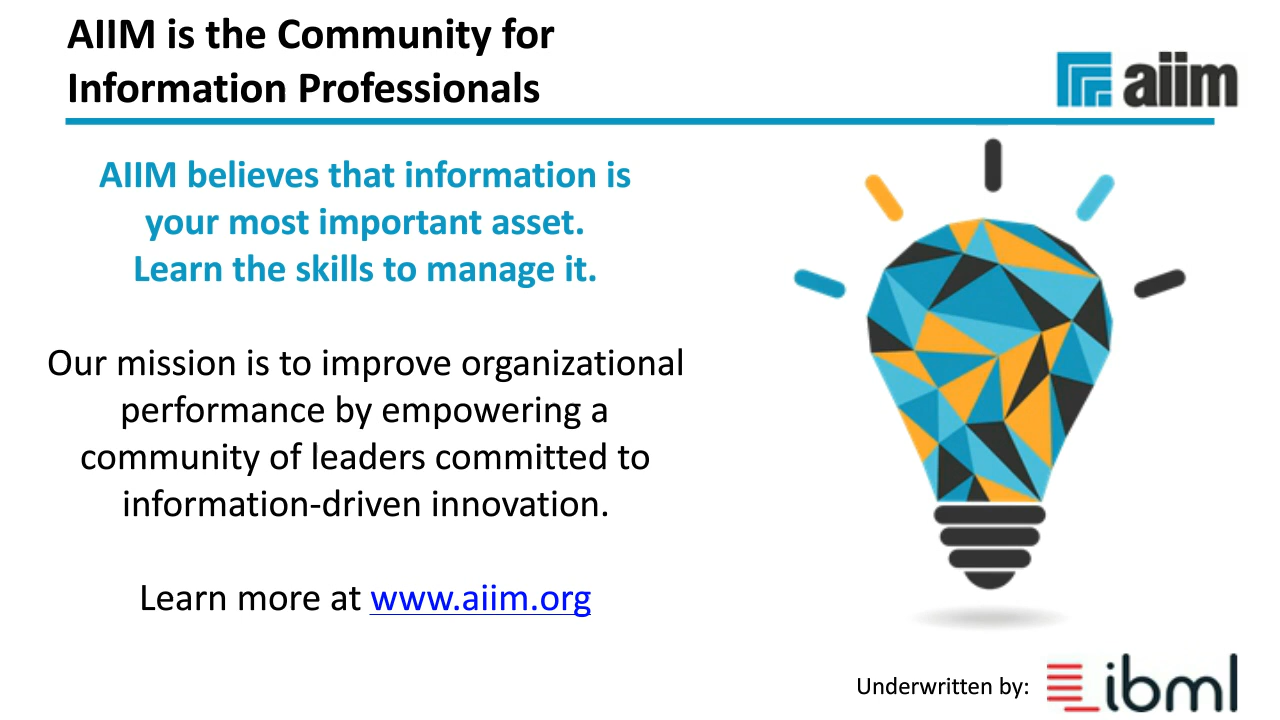 AIIM is the Community for
Information Professionals
aiim
AIIM believes that information is
your most important asset.
Learn the skills to manage it.
Our mission is to improve organizational
performance by empowering a
community of leaders committed to
information-driven innovation.
Learn more at www.aiim.org
Underwritten by: ibml